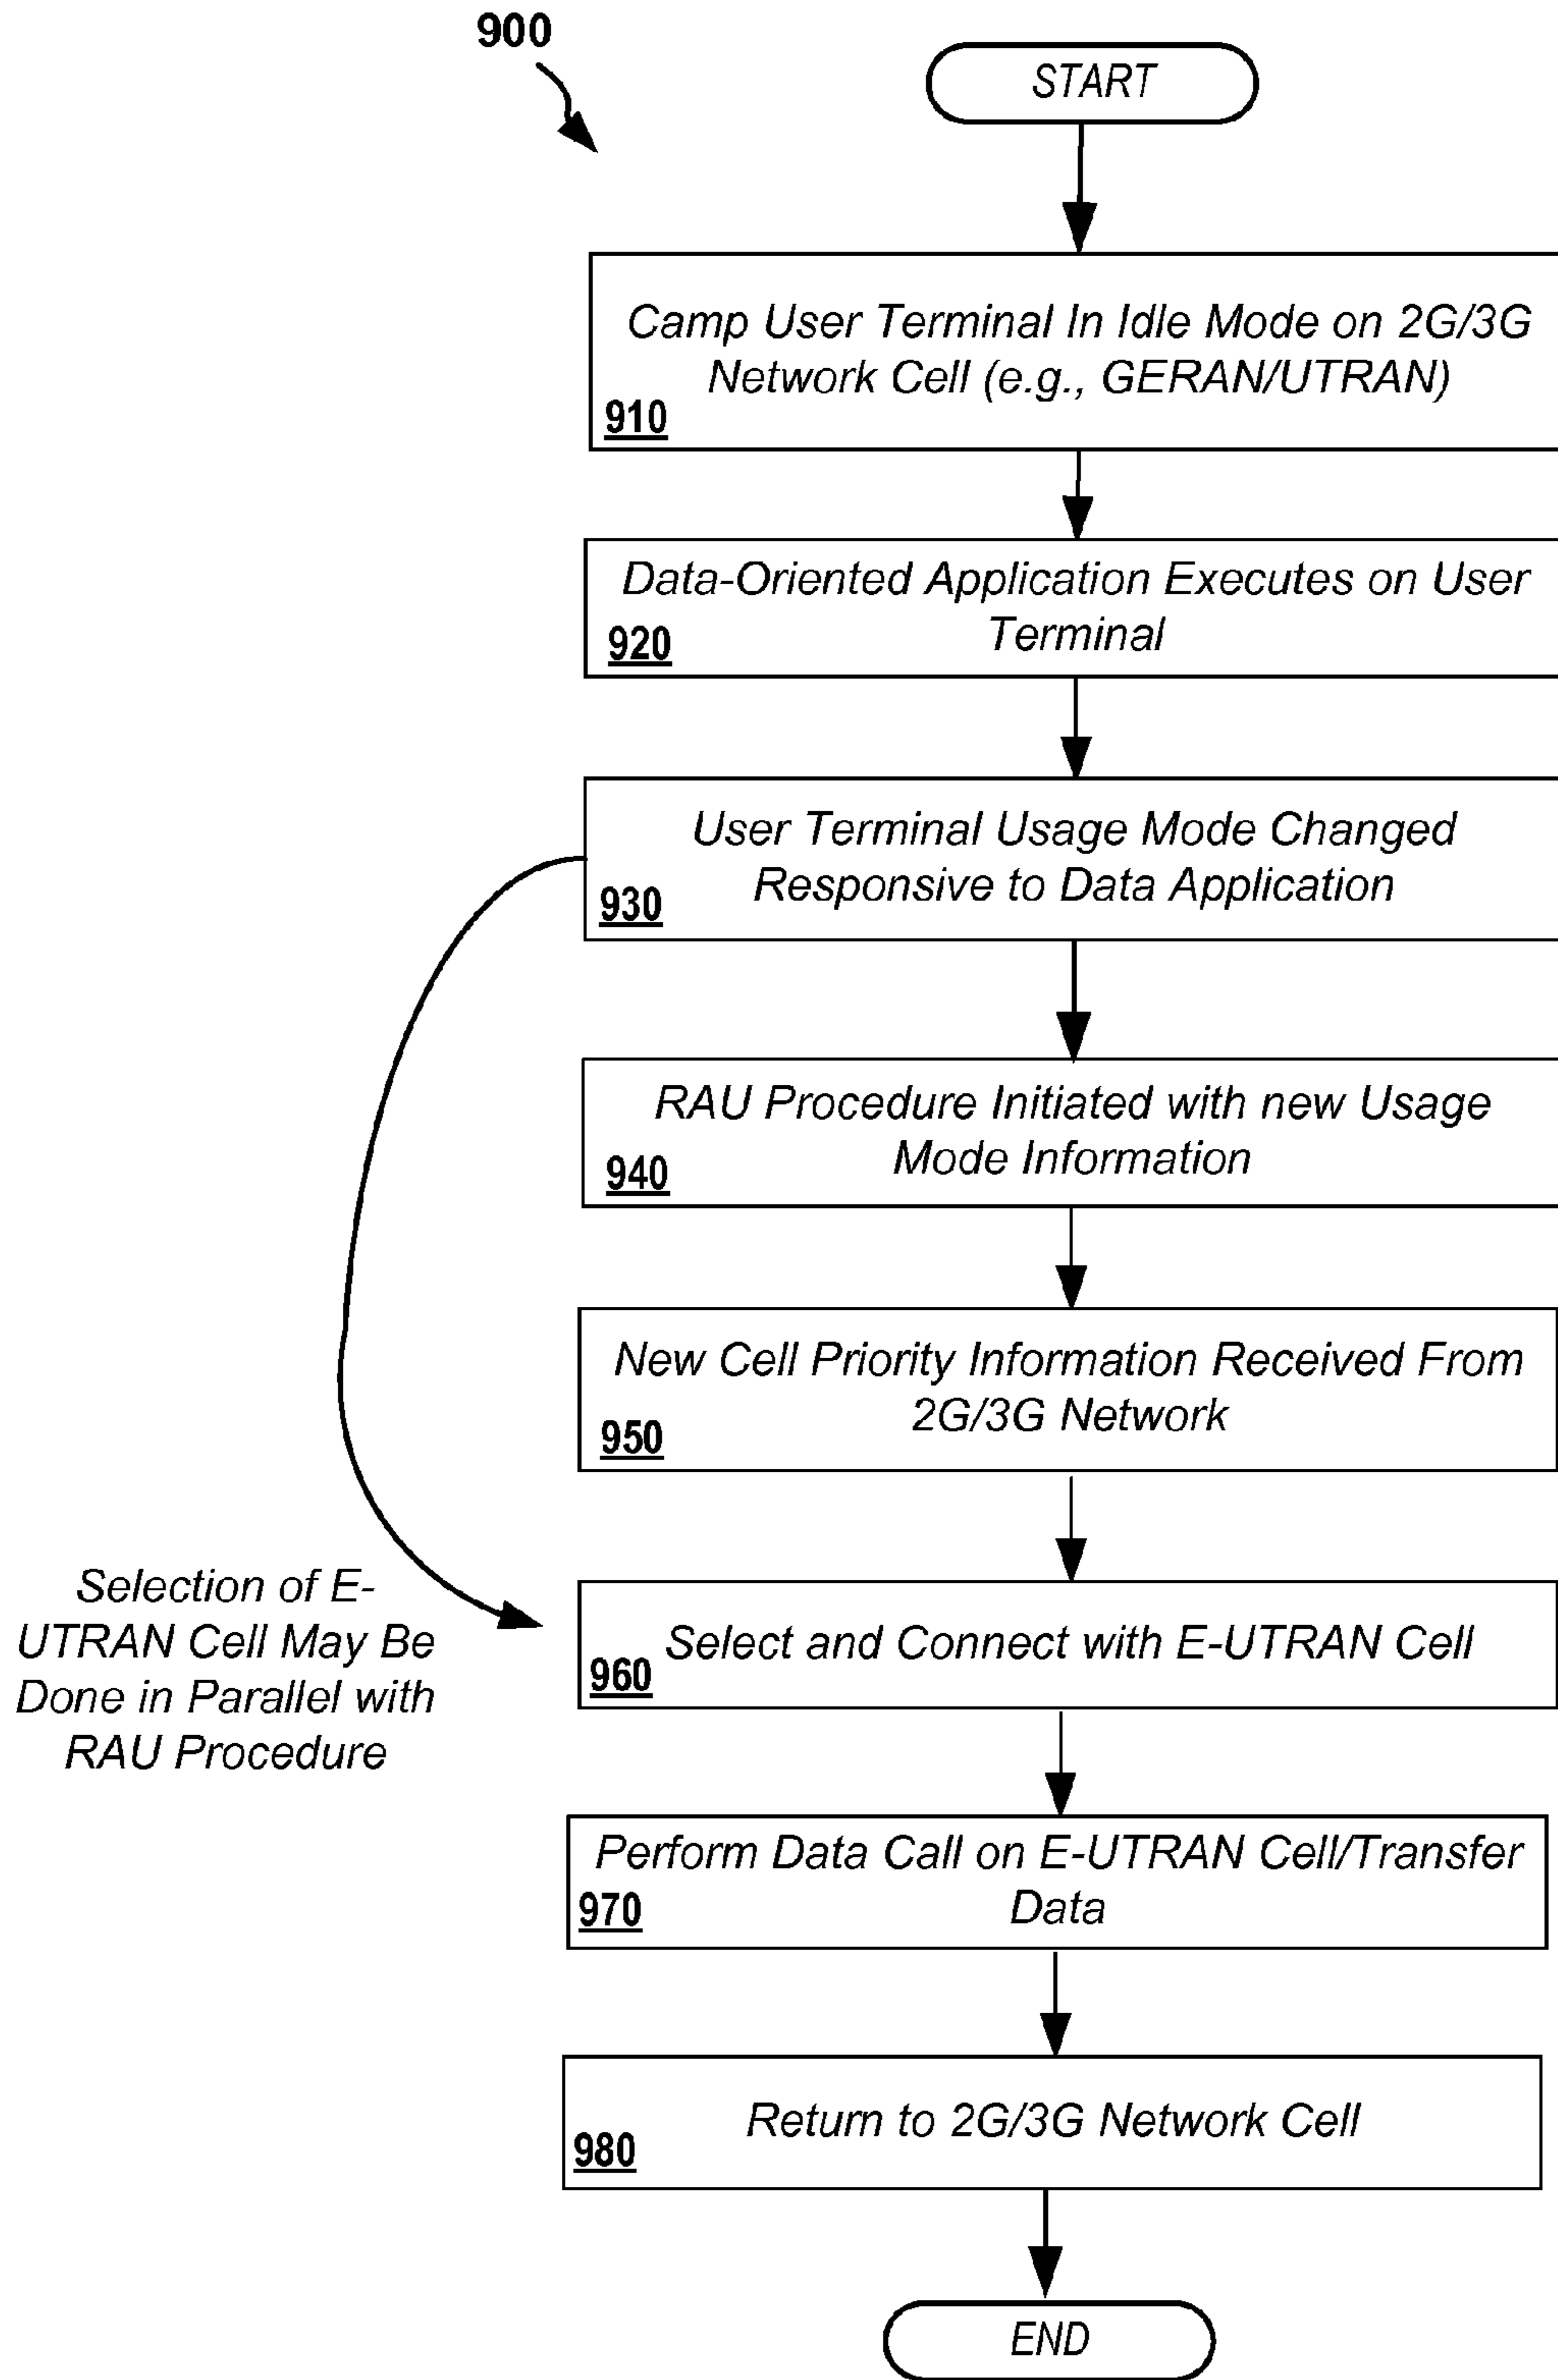 900
START
Camp User Terminal In Idle Mode on 2G/3G
Network Cell (e.g., GERAN/UTRAN)
910
Data-Oriented Application Executes on User
Terminal
920
User Terminal Usage Mode Changed
Responsive to Data Application
930
RAU Procedure Initiated with new Usage
Mode Information
940
New Cell Priority Information Received From
2G/3G Network
950
Selection of E-
UTRAN Cell May Be
Done in Parallel with
RAU Procedure
Select and Connect with E-UTRAN Cell
960
Perform Data Call on E-UTRAN Cell/Transfer
Data
970
Return to 2G/3G Network Cell
980
END